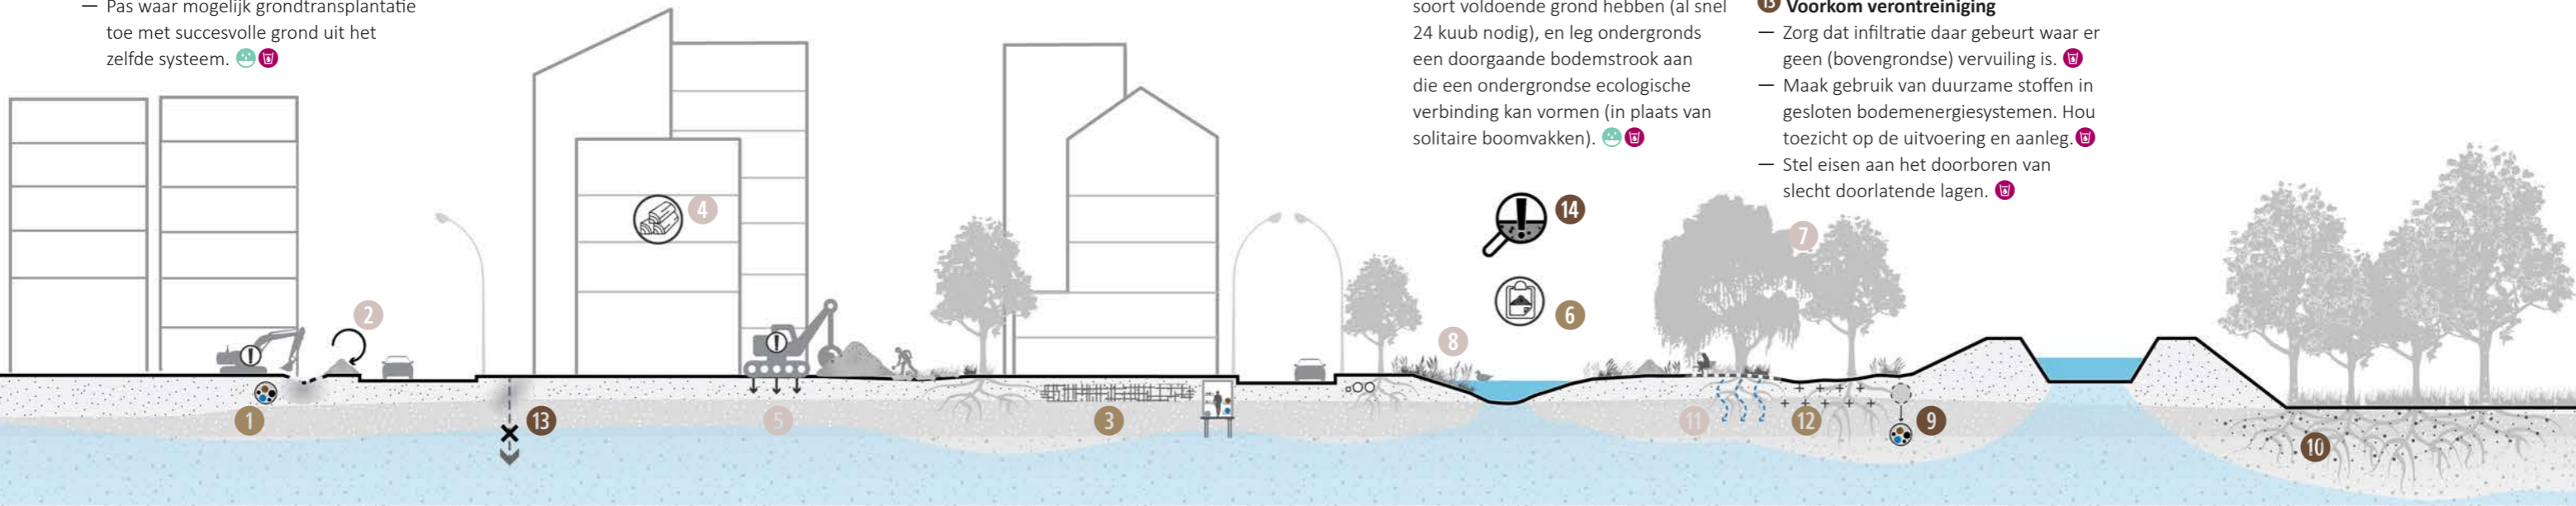 — Pas waar mogelijk grondtransplantatie
toe met succesvolle grond uit het
zelfde systeem.
soort voldoende grond hebben (al snel
24 kuub nodig), en leg ondergronds
een doorgaande bodemstrook aan
die een ondergrondse ecologische
verbinding kan vormen (in plaats van
solitaire boomvakken).
13 Voorkom verontreiniging
— Zorg dat infiltratie daar gebeurt waar er
geen (bovengrondse) vervuiling is.
— Maak gebruik van duurzame stoffen in
gesloten bodemenergiesystemen. Hou
toezicht op de uitvoering en aanleg.
— Stel eisen aan het doorboren van
slecht doorlatende lagen.
4
14
7
2
6
8
1
13
5
3
11
12
9
10